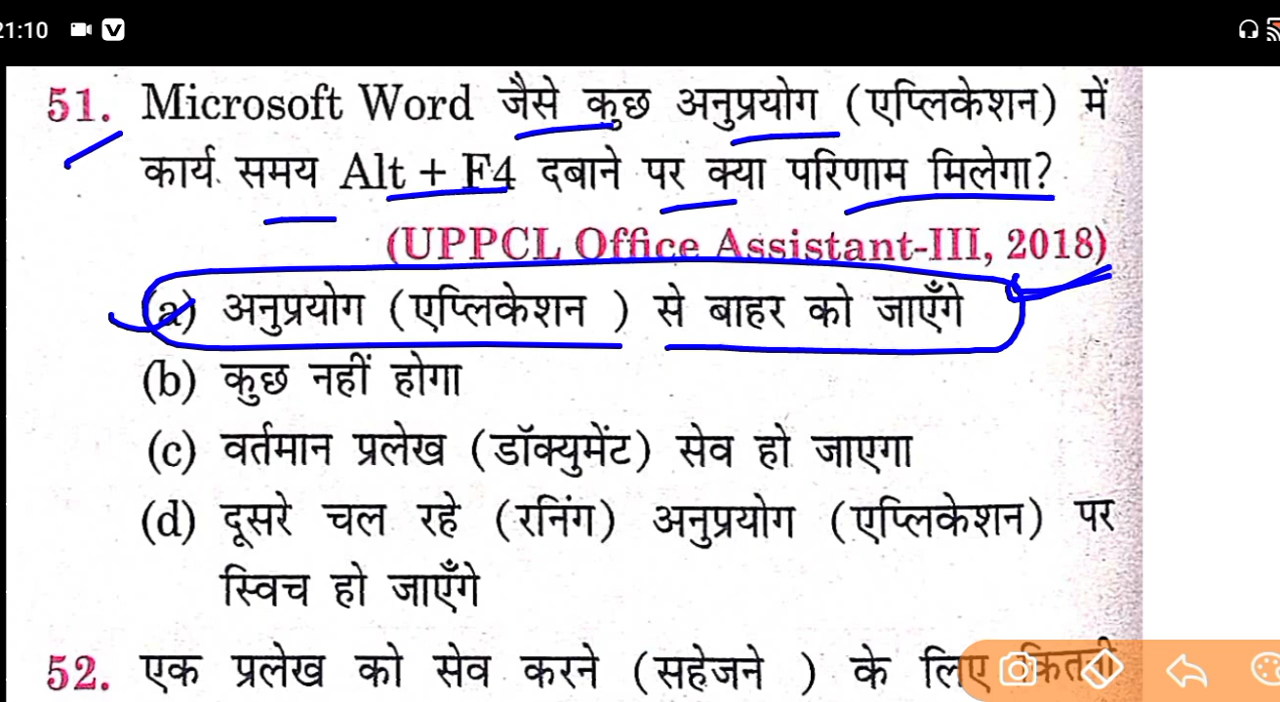 21:10
51. Microsoft Word जैसे कुछ अनुप्रयोग (एप्लिकेशन) में
कार्य समय Alt + F4 दबाने पर क्या परिणाम मिलेगा?
(UPPCL Office Assistant-III, 2018)
(a) अनुप्रयोग (एप्लिकेशन ) से बाहर को जाएँगे
(b) कुछ नहीं होगा
(c) वर्तमान प्रलेख (डॉक्युमेंट) सेव हो जाएगा
(d) दूसरे चल रहे (रनिंग) अनुप्रयोग (एप्लिकेशन) पर
स्विच हो जाएँगे
52. एक प्रलेख को सेव करने (सहेजने ) के लिए